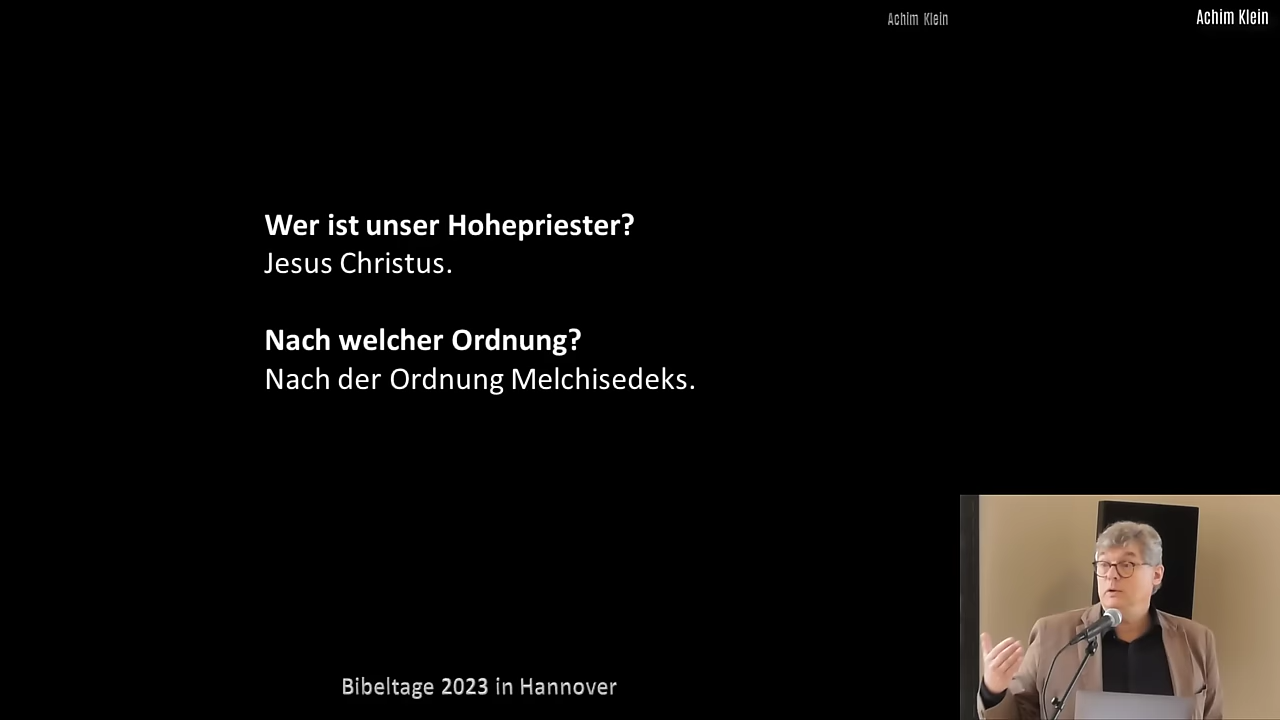 Achim Klein
Achim Klein
Wer ist unser Hohepriester?
Jesus Christus.
Nach welcher Ordnung?
Nach der Ordnung Melchisedeks.
Bibeltage 2023 in Hannover